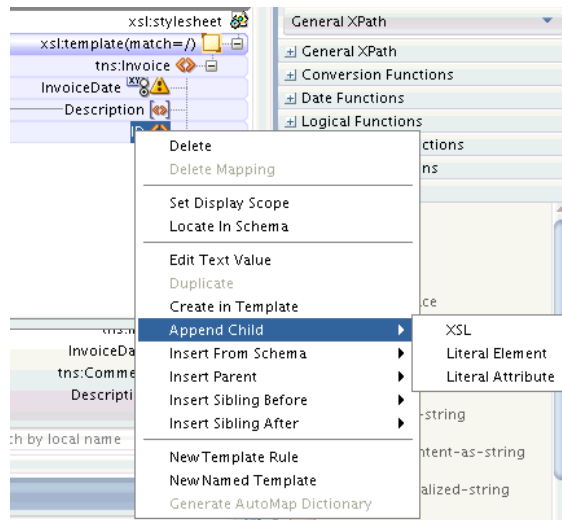 xsl:stylesheet
General XPath
xsl:template(match=/)
tns:Invoice
InvoiceDate
Description
General XPath
Conversion Functions
Date Functions
Logical Functions
ctions
ns
Delete
Delete Mapping
Set Display Scope
Locate In Schema
Edit Text Value
Duplicate
Create in Template
Append Child
Insert From Schema
Insert Parent
Insert Sibling Before
Insert Sibling After
New Template Rule
New Named Template
Generate AutoMap Dictionary
XSL
Literal Element
Literal Attribute
InvoiceDa
tns:Comme
Descripti
ch by local name
-string
ntent-as-string
alized-string